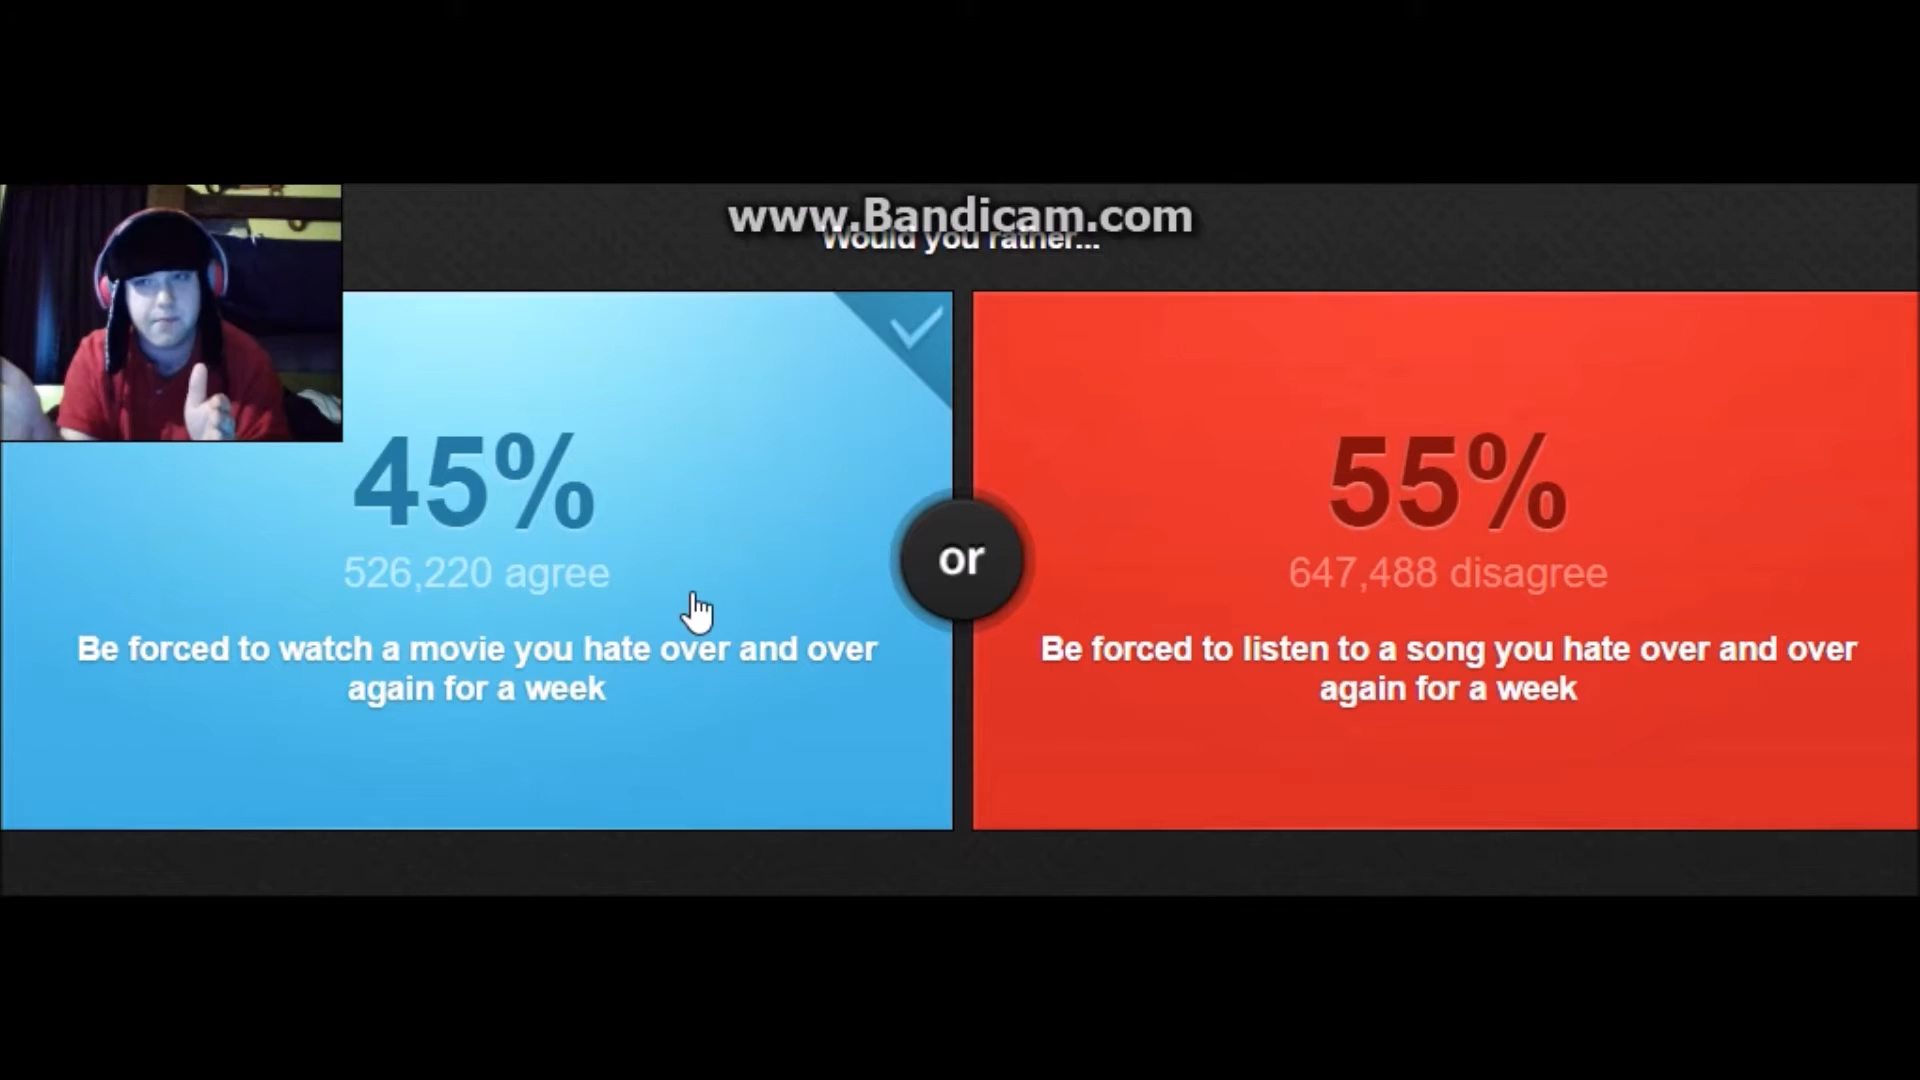 www.Bandicam.com
Would you rather...
45%
526,220 agree
Be forced to watch a movie you hate over and over
again for a week
or
55%
647,488 disagree
Be forced to listen to a song you hate over and over
again for a week